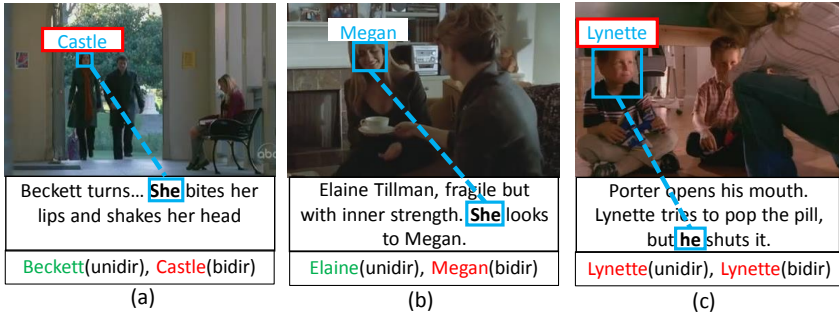 Castle
abc
Beckett turns... She bites her
lips and shakes her head
Beckett(unidir), Castle(bidir)
(a)
Megan
Elaine Tillman, fragile but
with inner strength. She looks
to Megan.
Elaine(unidir), Megan(bidir)
(b)
Lynette
Porter opens his mouth.
Lynette tries to pop the pill,
but he shuts it.
Lynette(unidir), Lynette(bidir)
(c)